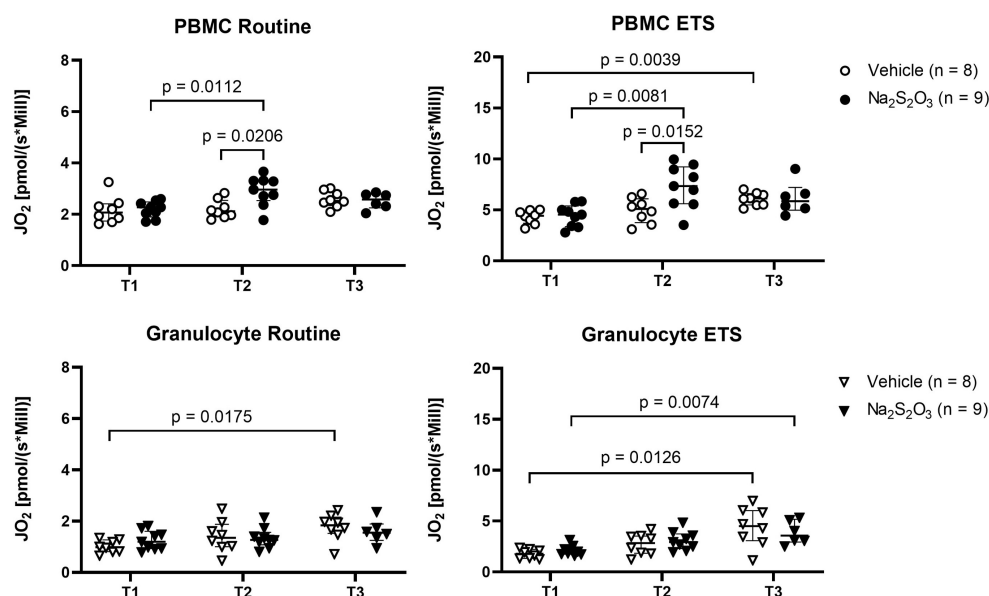 PBMC Routine
JO₂ [pmol/(s*Mill)]
8
6
4
2
0
p = 0.0112
p = 0.0206
T1
T2
T3
PBMC ETS
JO₂ [pmol/(s*Mill)]
20
15
10
5
0
p = 0.0039
p = 0.0081
p = 0.0152
T1
T2
T3
Vehicle (n = 8)
Na₂S₂O₃ (n = 9)
Granulocyte Routine
JO₂ [pmol/(s*Mill)]
8
6
4
2
0
p = 0.0175
T1
T2
T3
Granulocyte ETS
JO₂ [pmol/(s*Mill)]
20
15
10
5
0
p = 0.0074
p = 0.0126
T1
T2
T3
Vehicle (n = 8)
Na₂S₂O₃ (n = 9)